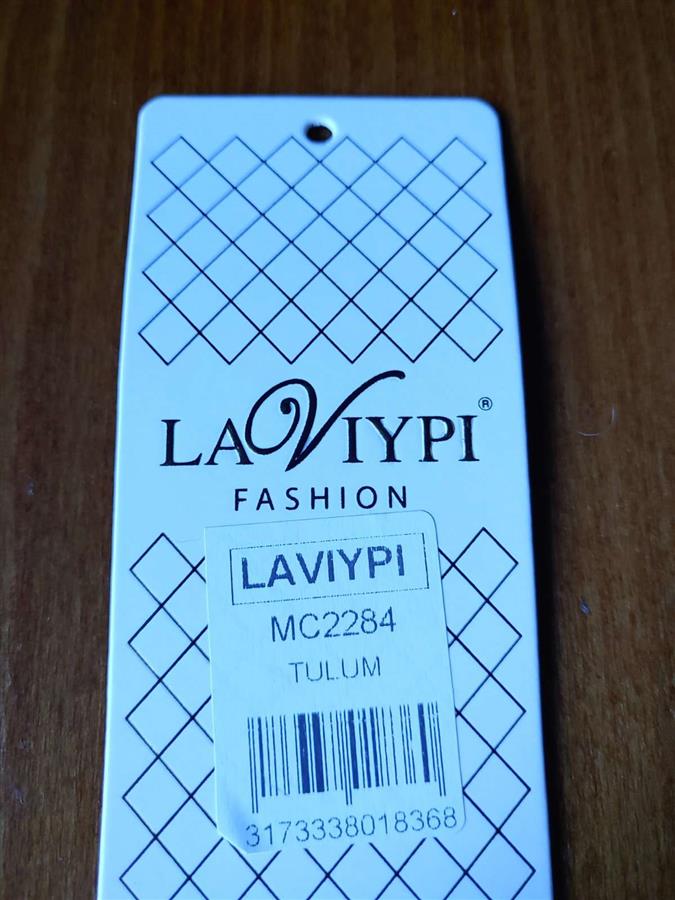 LAVIYPI®
FASHION
LAVIYPI
MC2284
TULUM
3173338018368